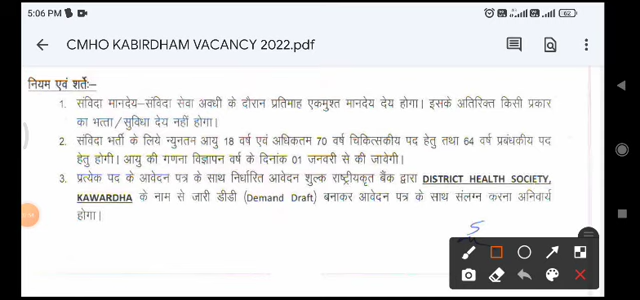 5:06 PM
62
CMHO KABIRDHAM VACANCY 2022.pdf
नियम एवं शर्तेः–
1. संविदा मानदेय–संविदा सेवा अवधी के दौरान प्रतिमाह एकमुश्त मानदेय देय होगा। इसके अतिरिक्त किसी प्रकार
का भत्ता/सुविधा देय नहीं होगा।
2. संविदा भर्ती के लिये न्युनतम आयु 18 वर्ष एवं अधिकतम 70 वर्ष चिकित्सकीय पद हेतु तथा 64 वर्ष प्रबंधकीय पद
हेतु होगी। आयु की गणना विज्ञापन वर्ष के दिनांक 01 जनवरी से की जावेगी।
3. प्रत्येक पद के आवेदन पत्र के साथ निर्धारित आवेदन शुल्क राष्ट्रीयकृत बैंक द्वारा DISTRICT HEALTH SOCIETY,
KAWARDHA के नाम से जारी डीडी (Demand Draft) बनाकर आवेदन पत्र के साथ संलग्न करना अनिवार्य
होगा।